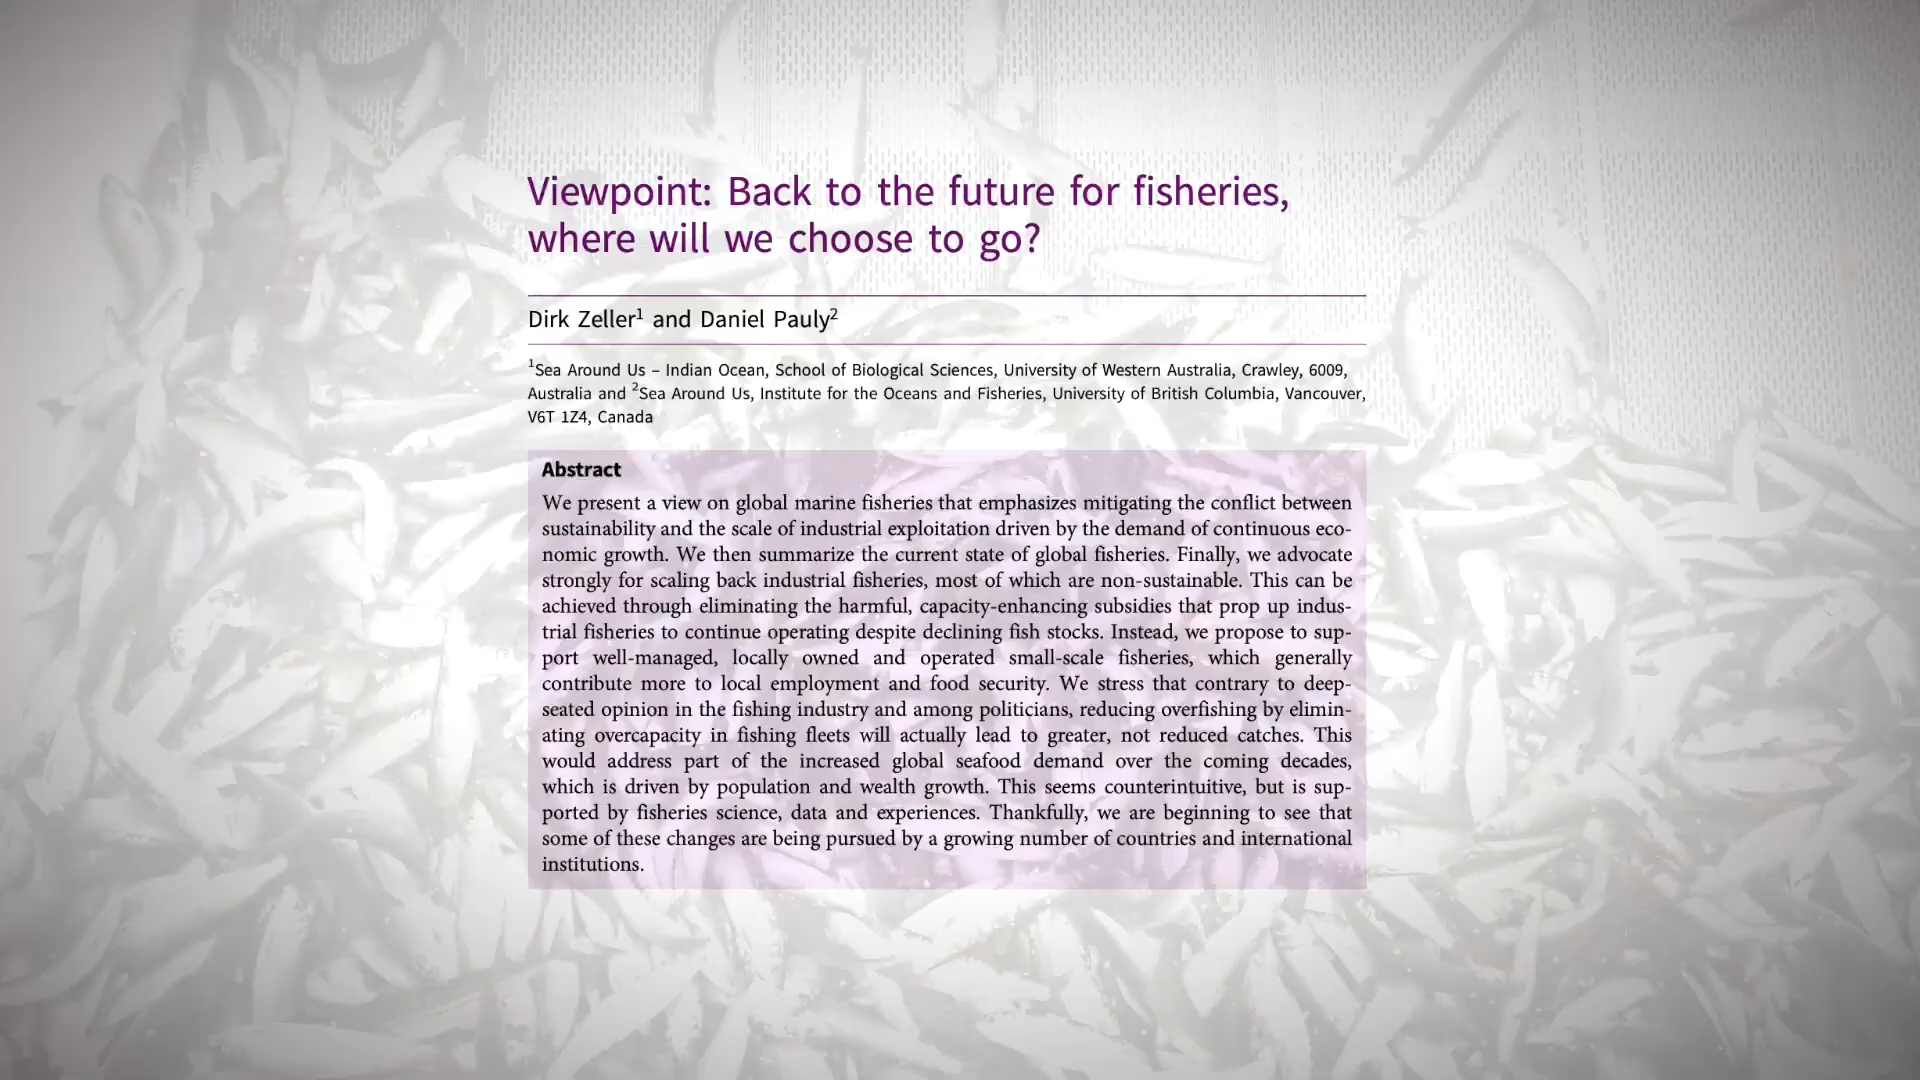 Viewpoint: Back to the future for fisheries,
where will we choose to go?
Dirk Zeller¹ and Daniel Pauly²
¹Sea Around Us – Indian Ocean, School of Biological Sciences, University of Western Australia, Crawley, 6009,
Australia and ²Sea Around Us, Institute for the Oceans and Fisheries, University of British Columbia, Vancouver,
V6T 1Z4, Canada
Abstract
We present a view on global marine fisheries that emphasizes mitigating the conflict between
sustainability and the scale of industrial exploitation driven by the demand of continuous eco-
nomic growth. We then summarize the current state of global fisheries. Finally, we advocate
strongly for scaling back industrial fisheries, most of which are non-sustainable. This can be
achieved through eliminating the harmful, capacity-enhancing subsidies that prop up indus-
trial fisheries to continue operating despite declining fish stocks. Instead, we propose to sup-
port well-managed, locally owned and operated small-scale fisheries, which generally
contribute more to local employment and food security. We stress that contrary to deep-
seated opinion in the fishing industry and among politicians, reducing overfishing by elimin-
ating overcapacity in fishing fleets will actually lead to greater, not reduced catches. This
would address part of the increased global seafood demand over the coming decades,
which is driven by population and wealth growth. This seems counterintuitive, but is sup-
ported by fisheries science, data and experiences. Thankfully, we are beginning to see that
some of these changes are being pursued by a growing number of countries and international
institutions.